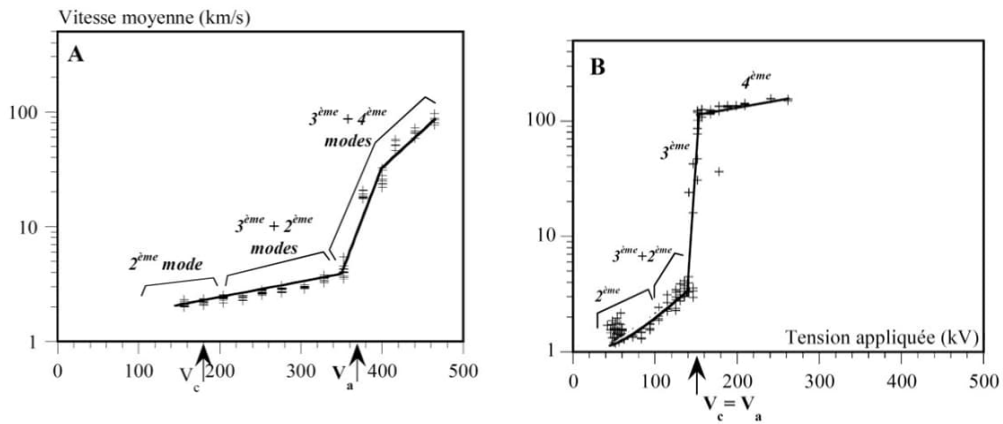 Vitesse moyenne (km/s)
A
100
10
1
3ème + 4ème
modes
3ème + 2ème
modes
2ème mode
0 100 200 300 400 500
Vc
Va
B
100
10
1
4ème
3ème
3ème+2ème
2ème
Tension appliquée (kV)
0 100 200 300 400 500
Vc = Va